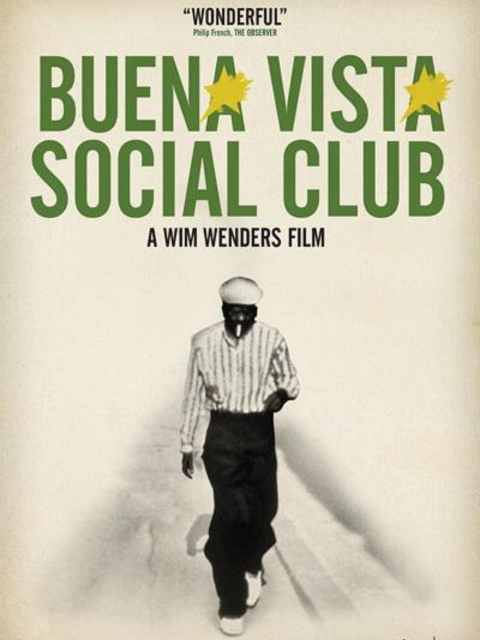 “WONDERFUL”
Philip French, THE OBSERVER
BUENA VISTA
SOCIAL CLUB
A WIM WENDERS FILM